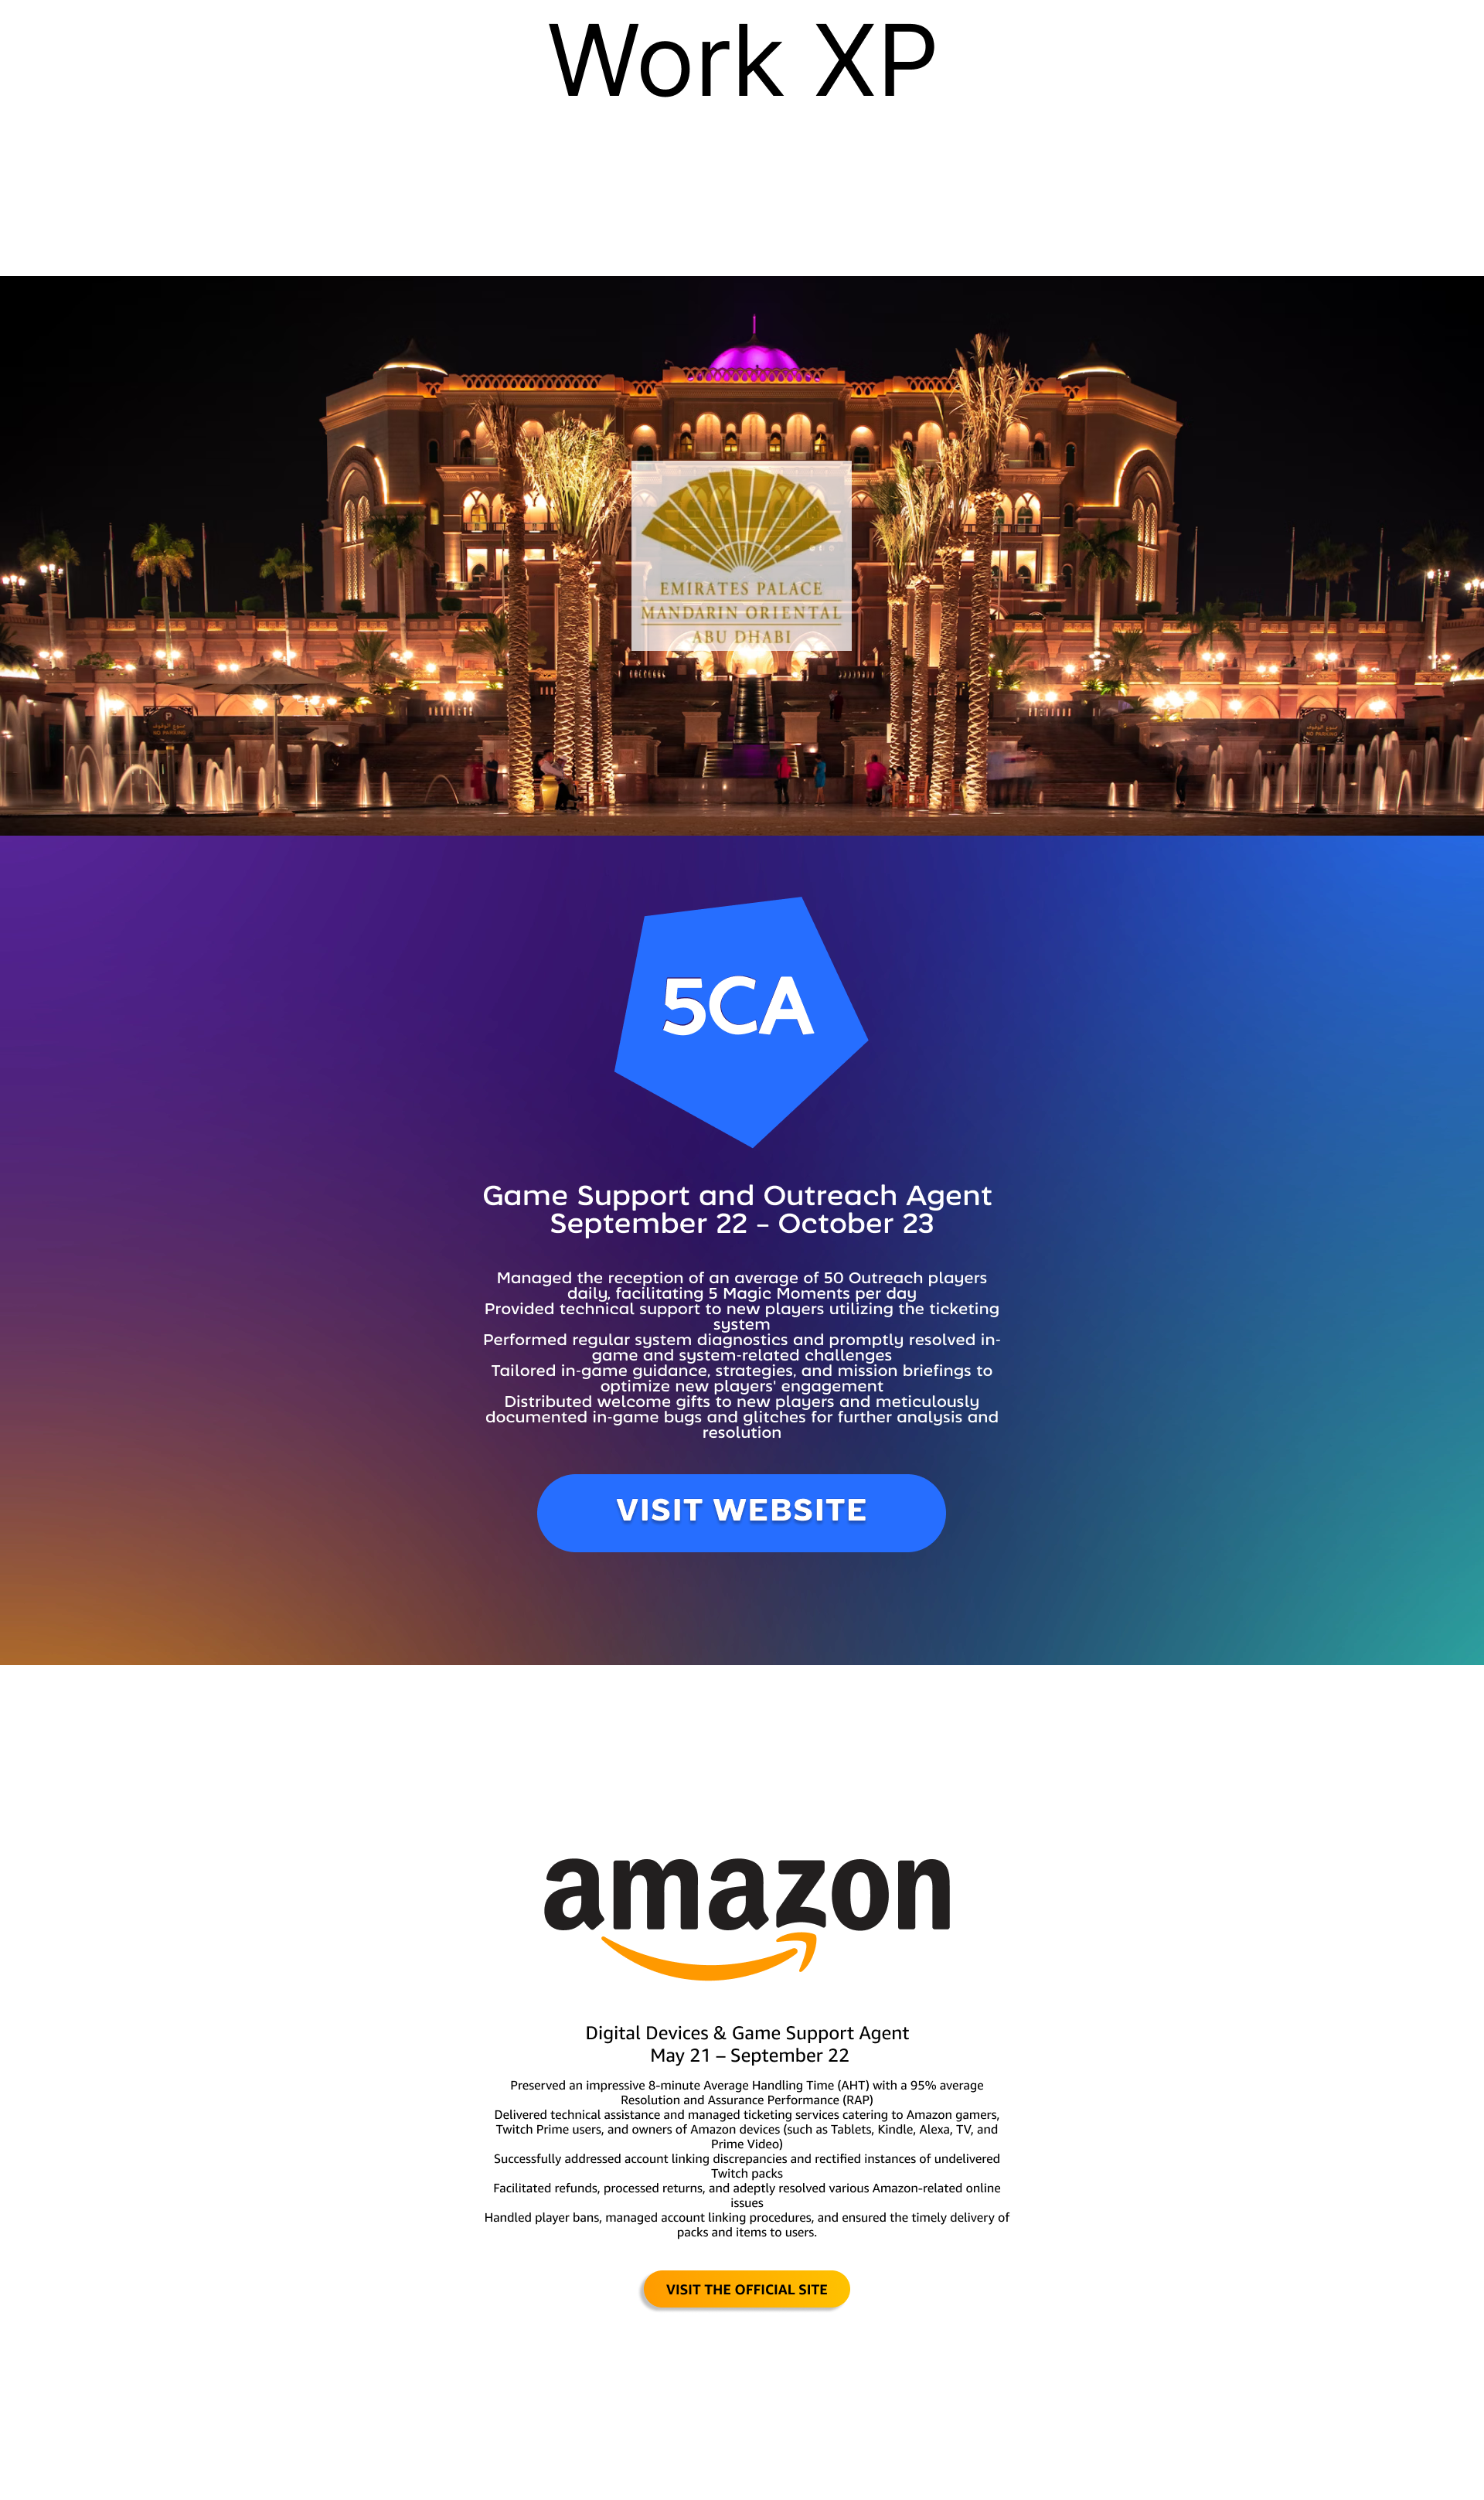 Work XP
EMIRATES PALACE
MANDARIN ORIENTAL
ABU DHABI
NO PARKING
NO PARKING
5CA
Game Support and Outreach Agent
September 22 – October 23
Managed the reception of an average of 50 Outreach players
daily, facilitating 5 Magic Moments per day
Provided technical support to new players utilizing the ticketing
system
Performed regular system diagnostics and promptly resolved in-
game and system-related challenges
Tailored in-game guidance, strategies, and mission briefings to
optimize new players' engagement
Distributed welcome gifts to new players and meticulously
documented in-game bugs and glitches for further analysis and
resolution
VISIT WEBSITE
amazon
Digital Devices & Game Support Agent
May 21 – September 22
Preserved an impressive 8-minute Average Handling Time (AHT) with a 95% average
Resolution and Assurance Performance (RAP)
Delivered technical assistance and managed ticketing services catering to Amazon gamers,
Twitch Prime users, and owners of Amazon devices (such as Tablets, Kindle, Alexa, TV, and
Prime Video)
Successfully addressed account linking discrepancies and rectified instances of undelivered
Twitch packs
Facilitated refunds, processed returns, and adeptly resolved various Amazon-related online
issues
Handled player bans, managed account linking procedures, and ensured the timely delivery of
packs and items to users.
VISIT THE OFFICIAL SITE